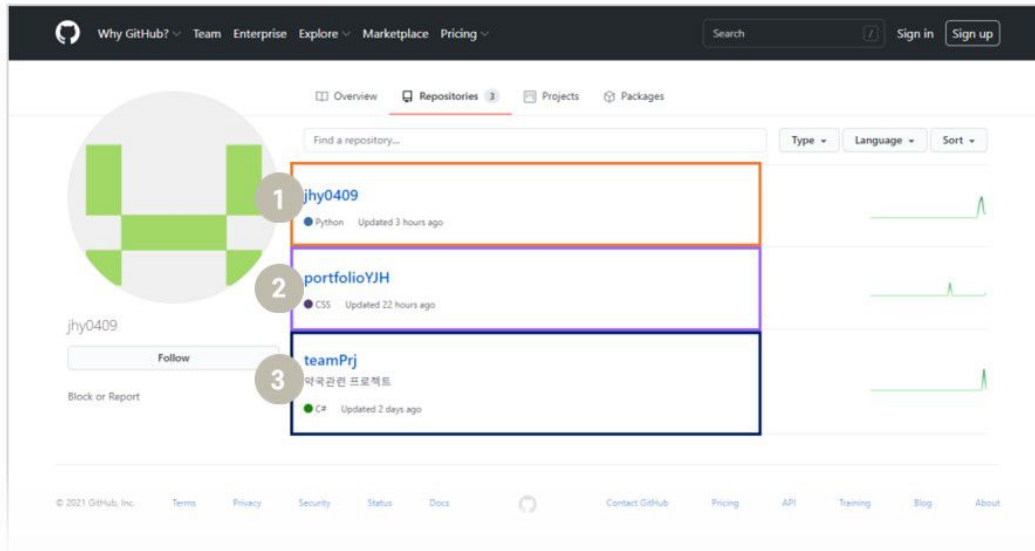 Why GitHub? Team Enterprise Explore Marketplace Pricing Search / Sign in Sign up
Overview Repositories 3 Projects Packages
Find a repository... Type Language Sort
1
jhy0409
Python Updated 3 hours ago
2
portfolioYJH
CSS Updated 22 hours ago
jhy0409
Follow
Block or Report
3
teamPrj
약국관련 프로젝트
C# Updated 2 days ago
© 2021 GitHub, Inc. Terms Privacy Security Status Docs Contact GitHub Pricing API Training Blog About